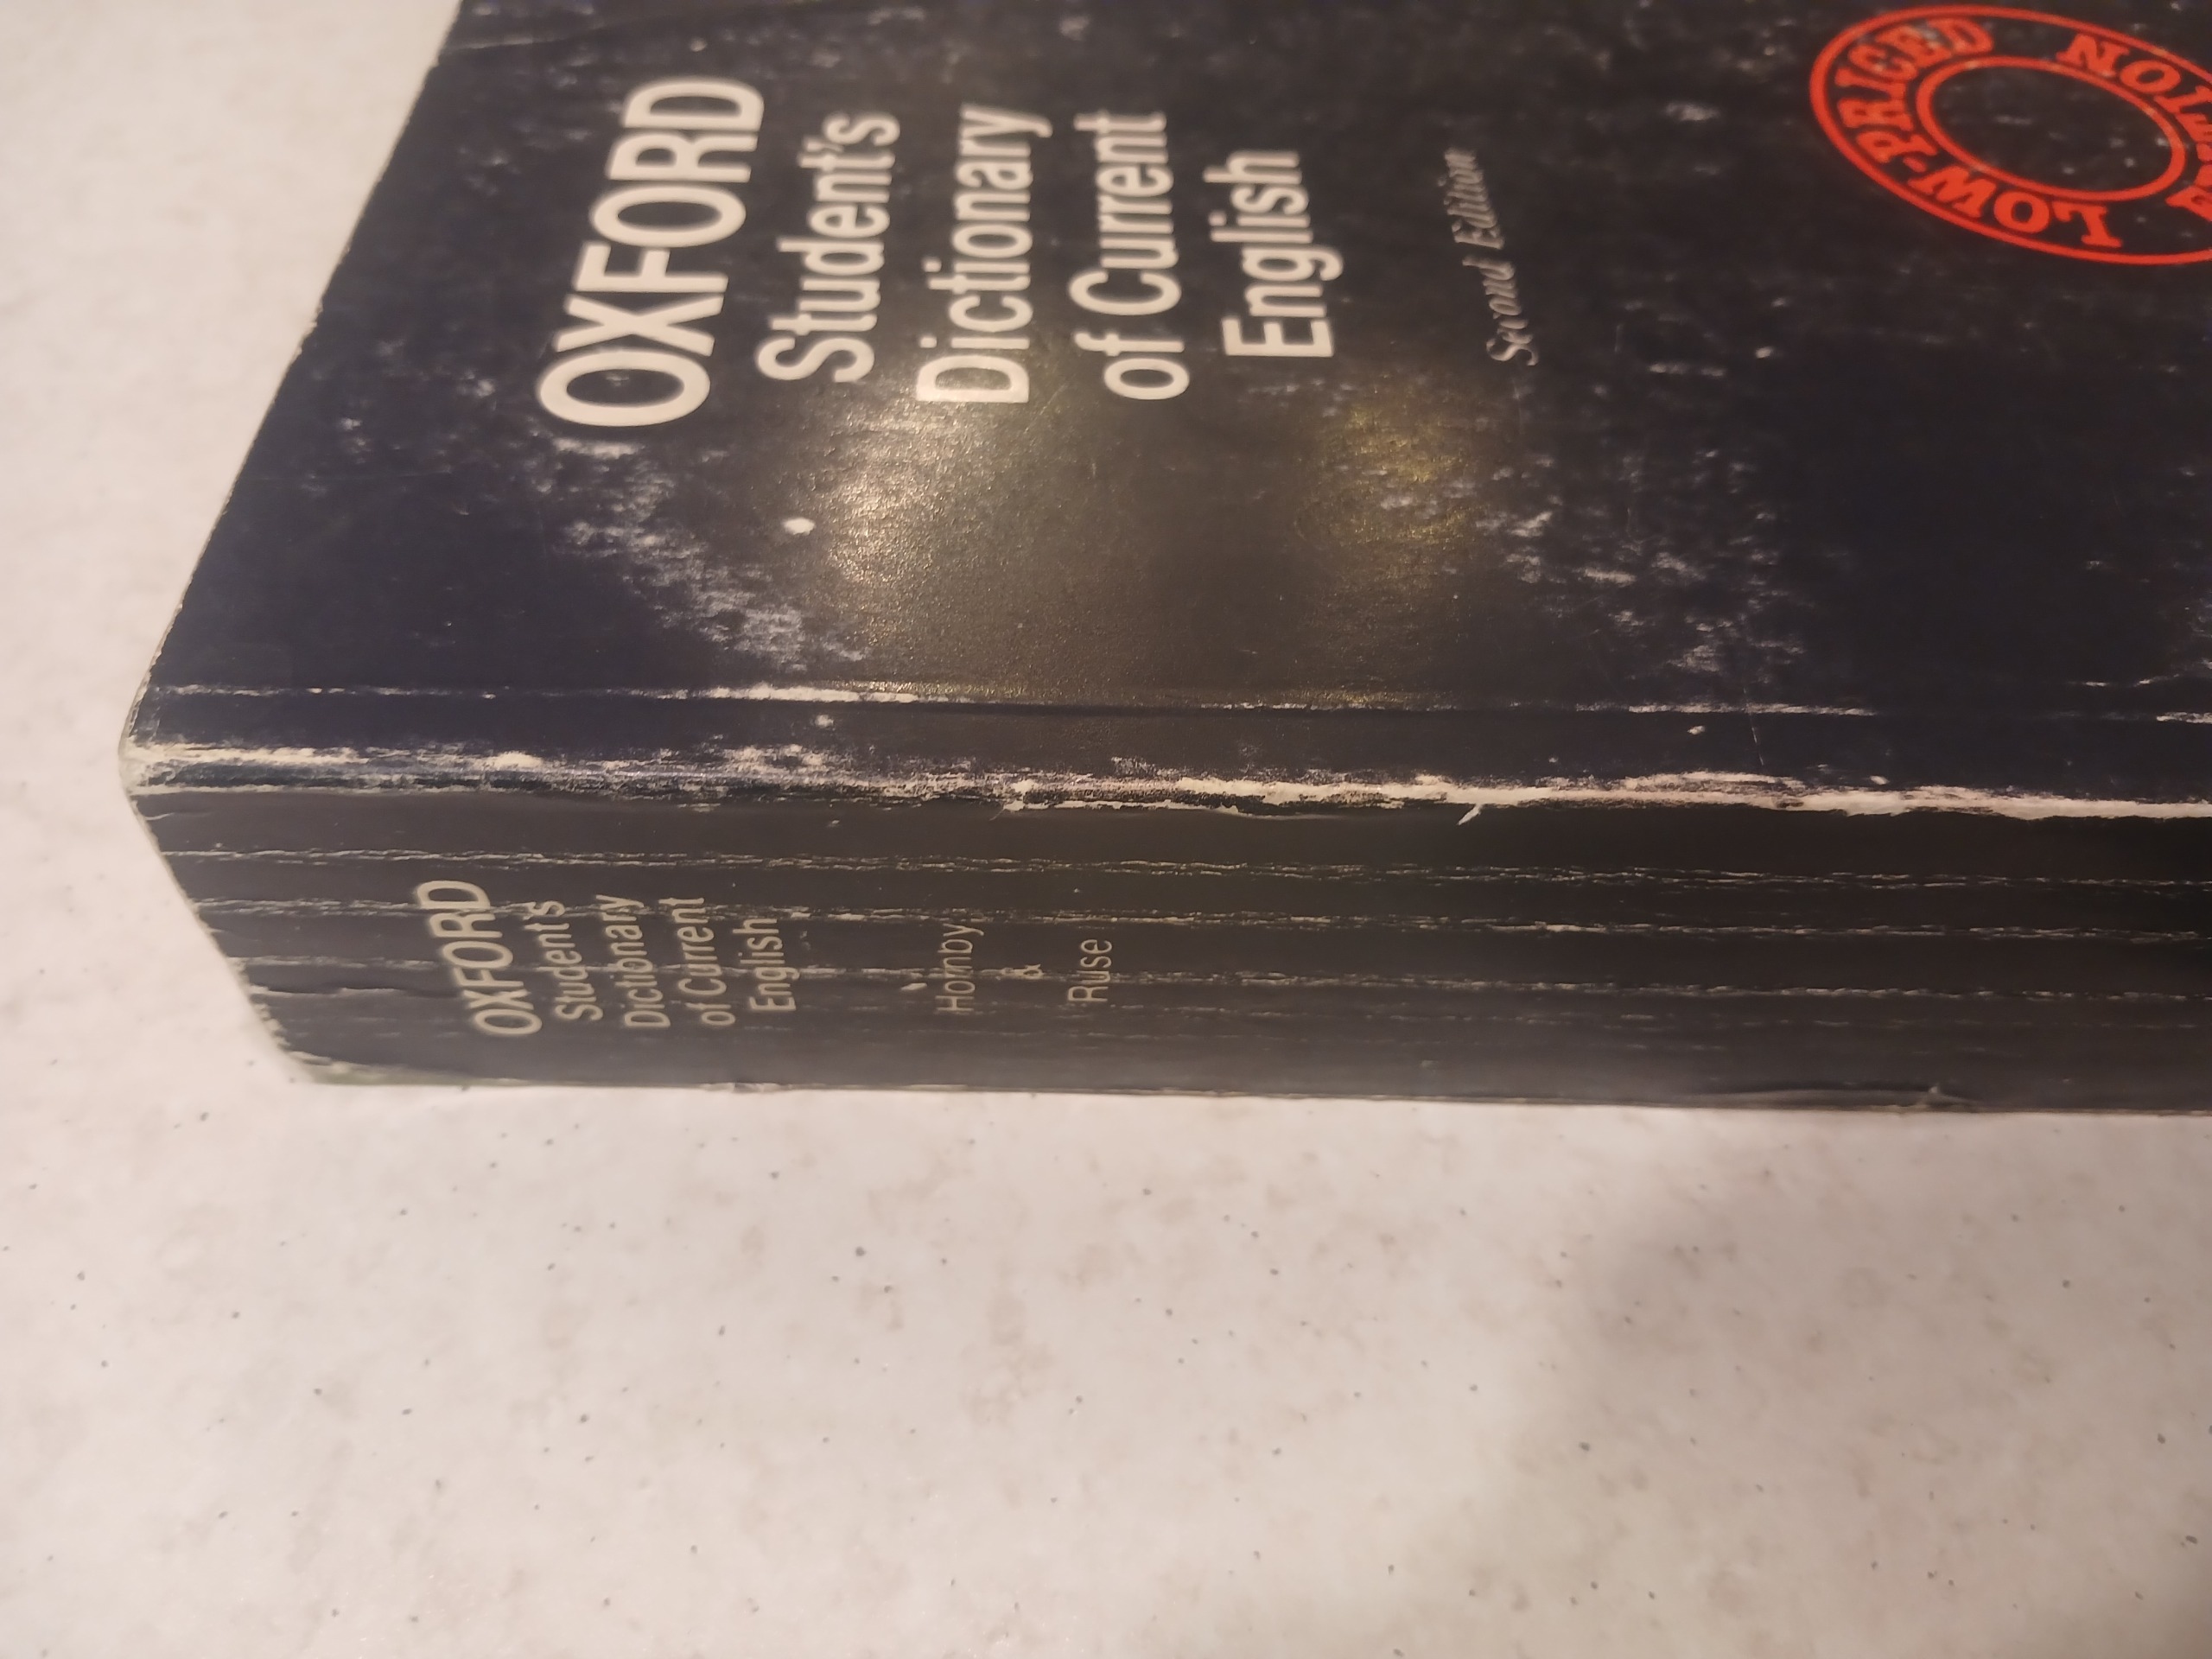 OXFORD
Student's
Dictionary
of Current
English
Second Edition
LOW-PRICED
OXFORD
Student's
Dictionary
of Current
English
Hornby
&
Ruse